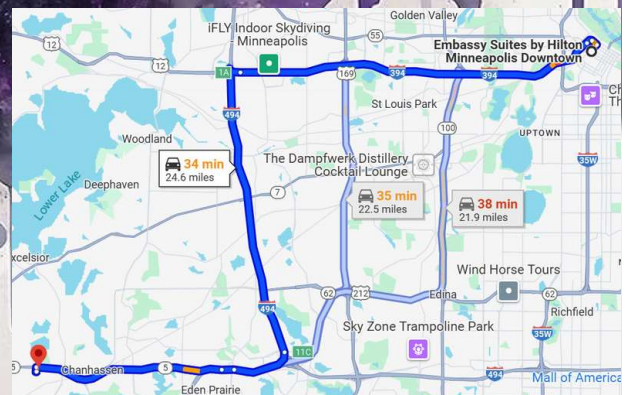 Golden Valley
iFLY Indoor Skydiving
Minneapolis
12
55
Embassy Suites by Hilton
Minneapolis Downtown
12
1A
169
394
394
494
St Louis Park
Woodland
100
UPTOWN
34 min
24.6 miles
The Dampfwerk Distillery
Cocktail Lounge
35W
Deephaven
7
35 min
22.5 miles
38 min
21.9 miles
Lower Lake
Wind Horse Tours
494
62
212
Edina
62
Richfield
Sky Zone Trampoline Park
35W
11C
Chanhassen
5
494
Mall of America
Eden Prairie